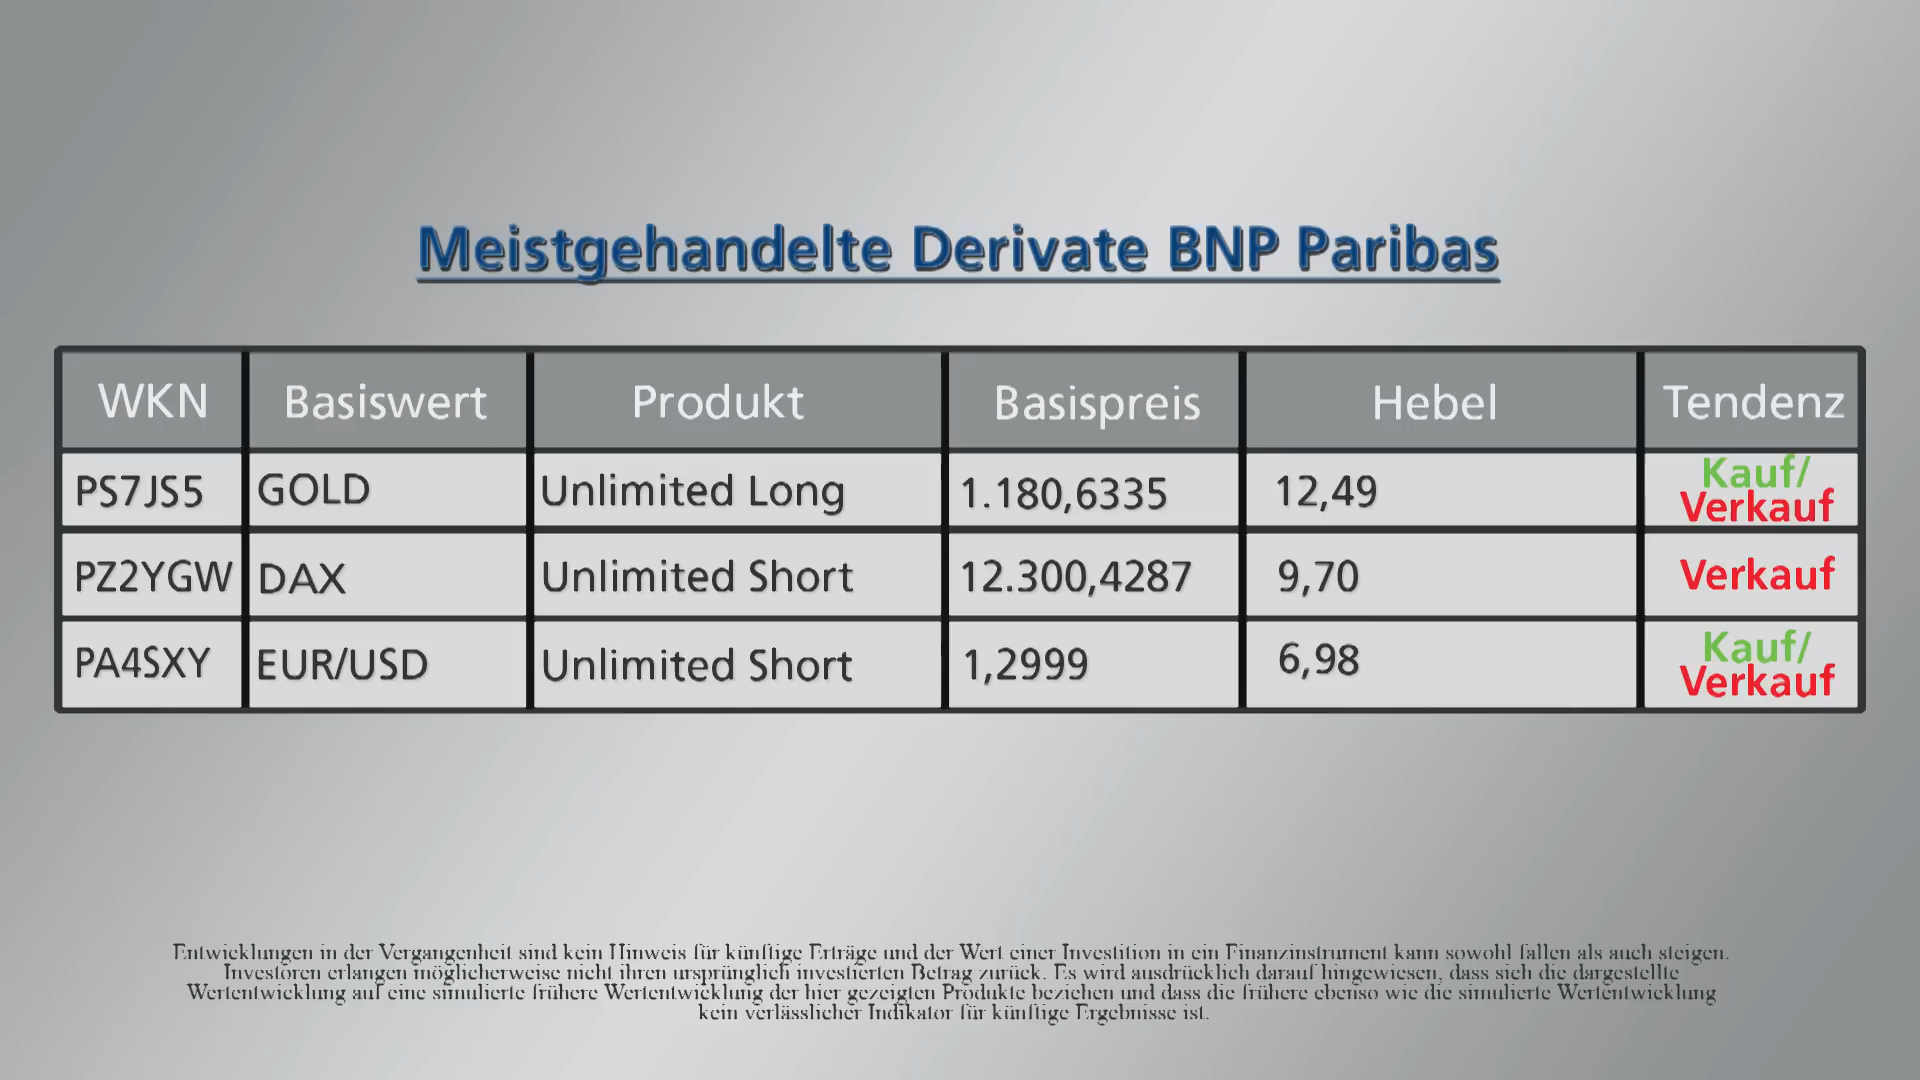 Meistgehandelte Derivate BNP Paribas
WKN Basiswert Produkt Basispreis Hebel Tendenz
PS7JS5 GOLD Unlimited Long 1.180,6335 12,49 Kauf/
Verkauf
PZ2YGW DAX Unlimited Short 12.300,4287 9,70 Verkauf
PA4SXY EUR/USD Unlimited Short 1,2999 6,98 Kauf/
Verkauf
Entwicklungen in der Vergangenheit sind kein Hinweis für künftige Erträge und der Wert einer Investition in ein Finanzinstrument kann sowohl fallen als auch steigen.
Investoren erlangen möglicherweise nicht ihren ursprünglich investierten Betrag zurück. Es wird ausdrücklich darauf hingewiesen, dass sich die dargestellte
Wertentwicklung auf eine simulierte frühere Wertentwicklung der hier gezeigten Produkte beziehen und dass die frühere ebenso wie die simulierte Wertentwicklung
kein verlässlicher Indikator für künftige Ergebnisse ist.